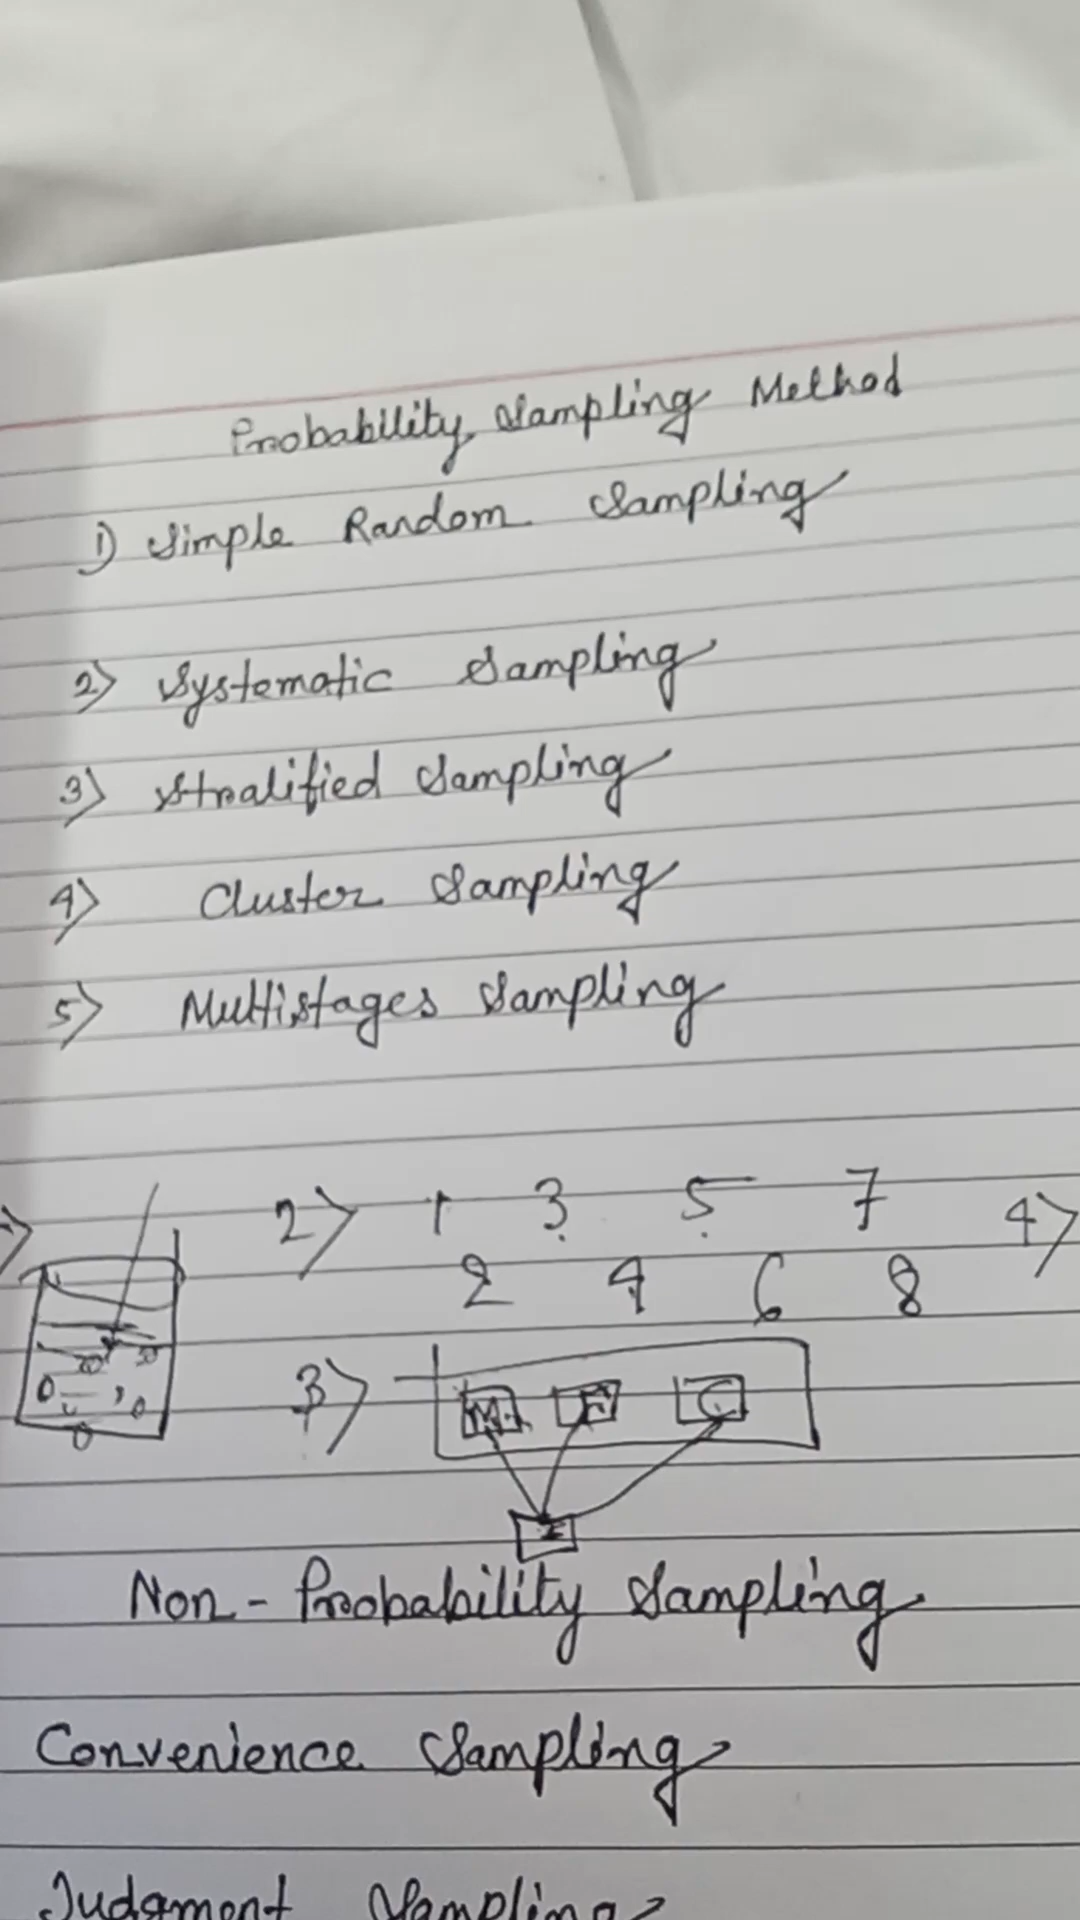 Probability Sampling Method
1) Simple Random Sampling
2) Systematic Sampling
3) Stratified Sampling
4) Cluster Sampling
5) Multistages Sampling
2) 1 3 5 7 4)
2 4 6 8
3)
M F C
I
Non-Probability Sampling
Convenience Sampling
Judgment Sampling